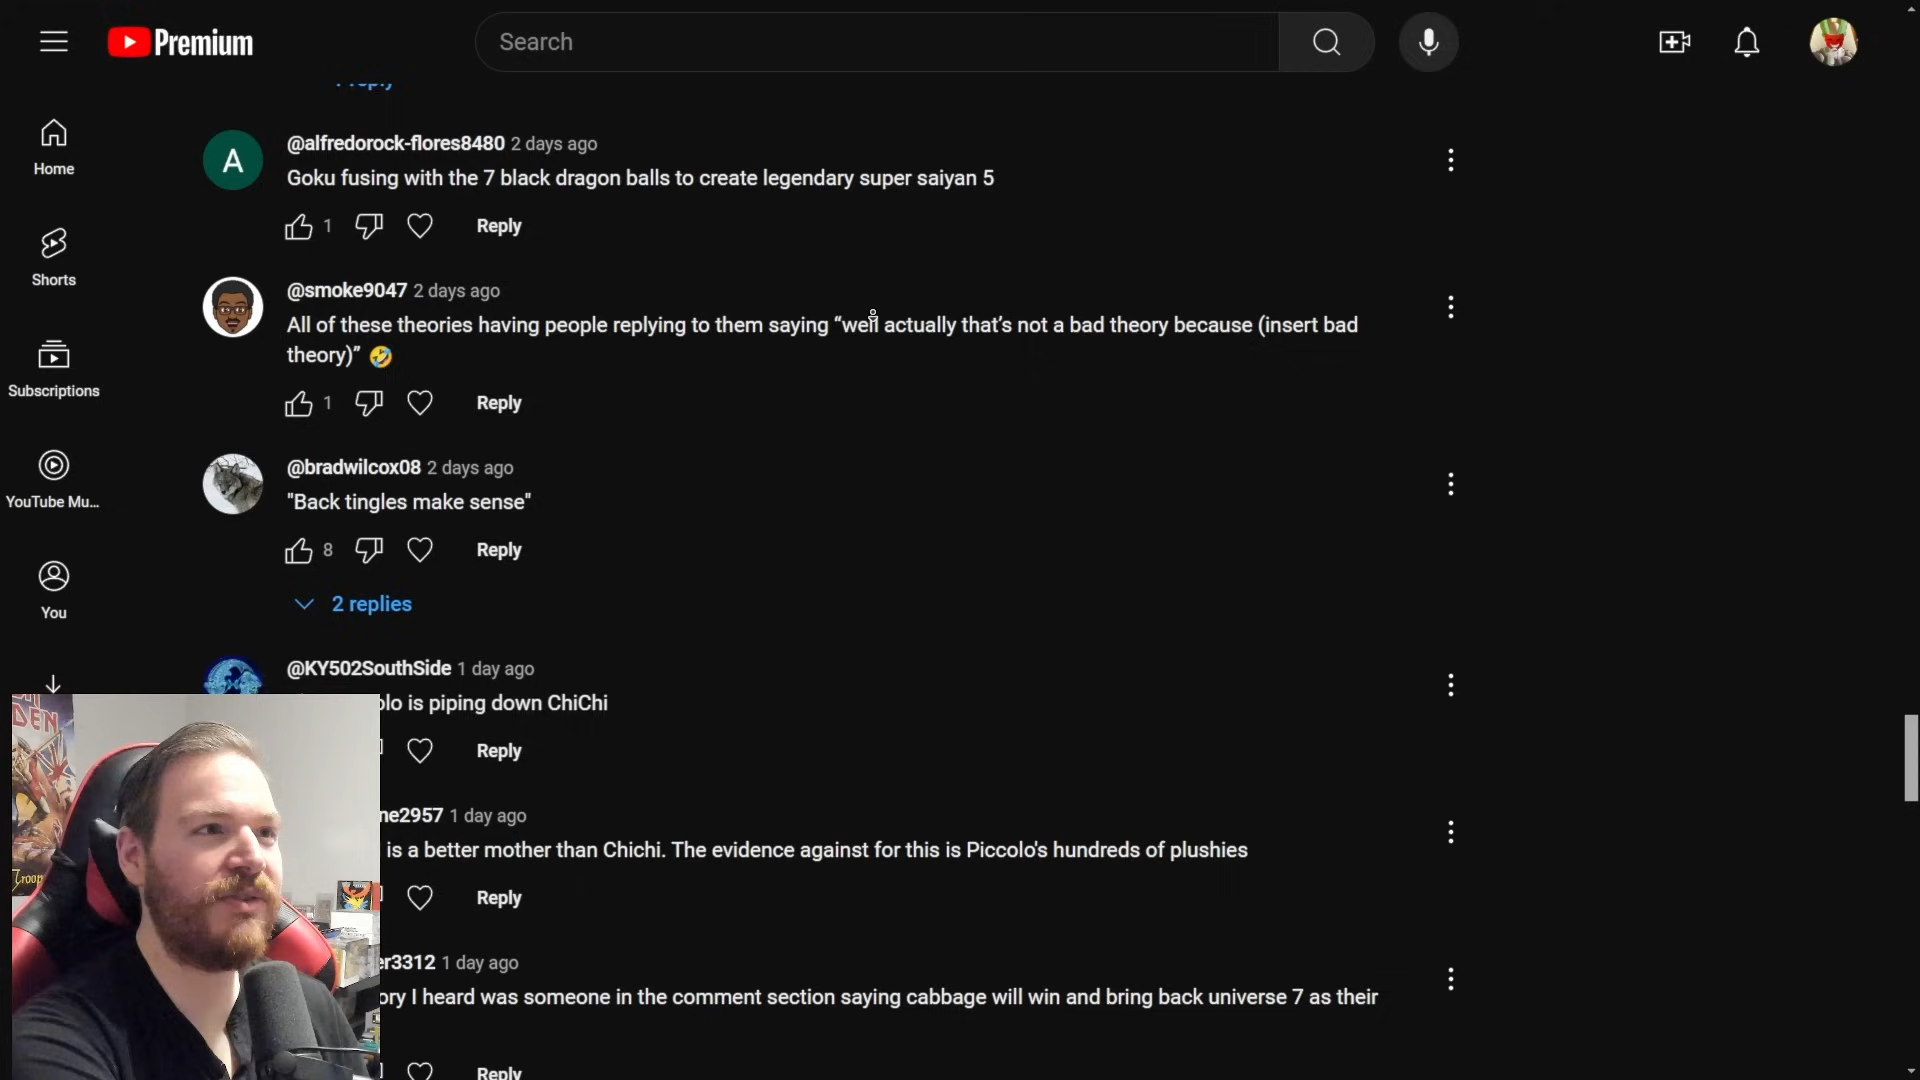 Premium
Search
Home
Shorts
Subscriptions
YouTube Mu...
You
@alfredorock-flores8480 2 days ago
Goku fusing with the 7 black dragon balls to create legendary super saiyan 5
1 Reply
@smoke9047 2 days ago
All of these theories having people replying to them saying “well actually that’s not a bad theory because (insert bad
theory)” 🤣
1 Reply
@bradwilcox08 2 days ago
"Back tingles make sense"
8 Reply
2 replies
@KY502SouthSide 1 day ago
olo is piping down ChiChi
Reply
ne2957 1 day ago
is a better mother than Chichi. The evidence against for this is Piccolo's hundreds of plushies
Reply
er3312 1 day ago
ory I heard was someone in the comment section saying cabbage will win and bring back universe 7 as their
Reply
A
DEN
Troop